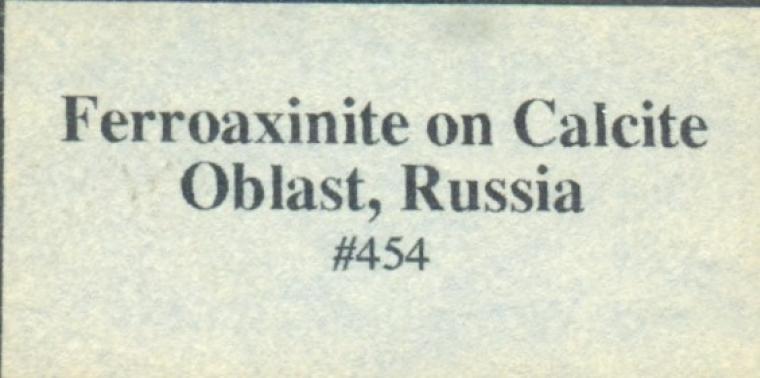 Ferroaxinite on Calcite
Oblast, Russia
#454